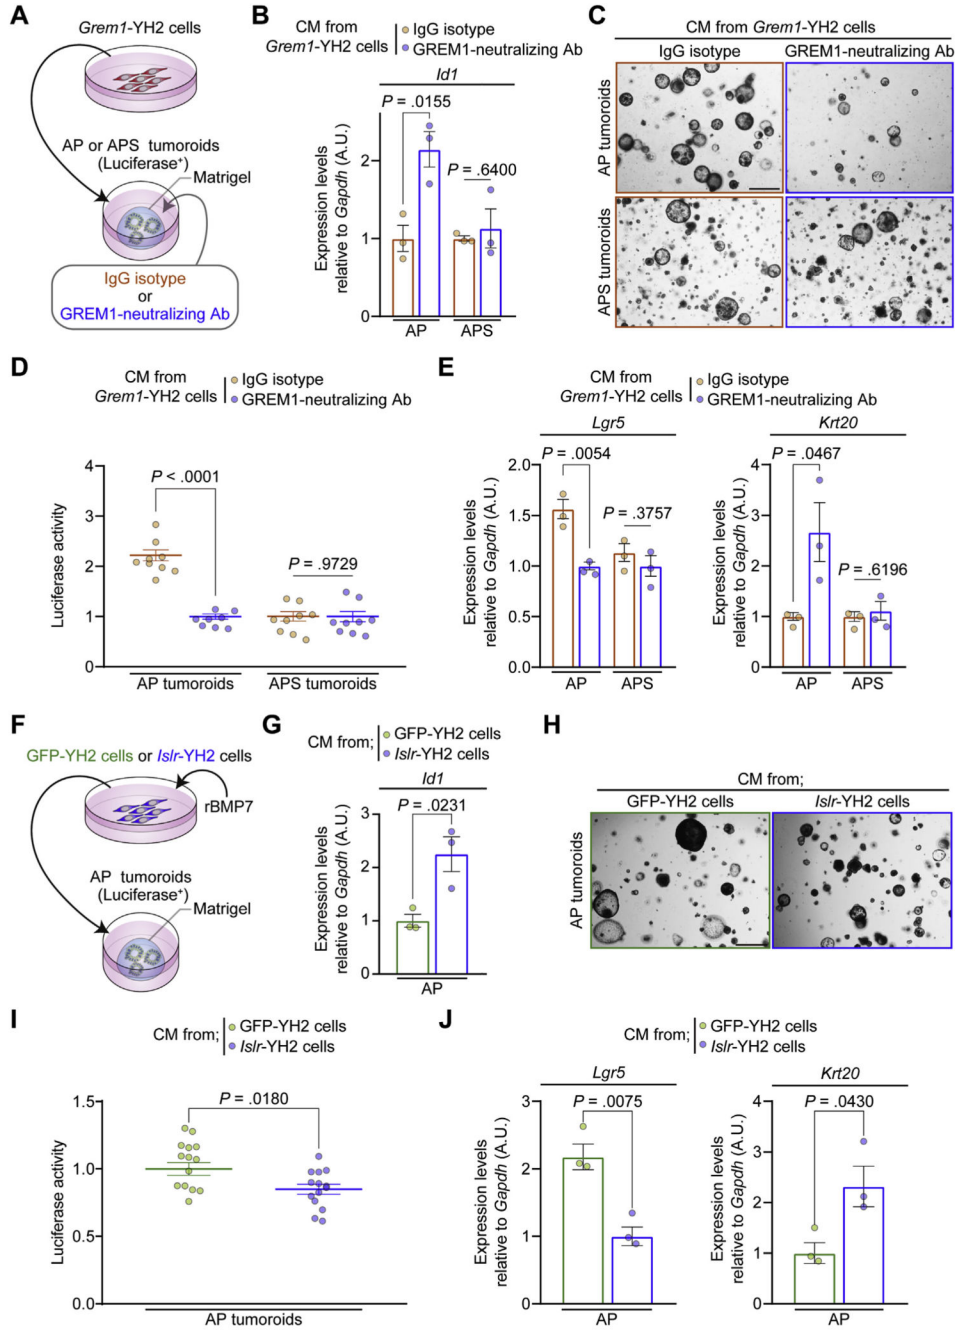 A
Grem1-YH2 cells
AP or APS tumoroids
(Luciferase⁺)
Matrigel
IgG isotype
or
GREM1-neutralizing Ab
B
CM from
Grem1-YH2 cells
IgG isotype
GREM1-neutralizing Ab
Id1
P = .0155
P = .6400
Expression levels
relative to Gapdh (A.U.)
2
1
0
AP
APS
C
CM from Grem1-YH2 cells
IgG isotype
GREM1-neutralizing Ab
AP tumoroids
APS tumoroids
D
CM from
Grem1-YH2 cells
IgG isotype
GREM1-neutralizing Ab
Luciferase activity
4
3
2
1
0
P < .0001
P = .9729
AP tumoroids
APS tumoroids
E
CM from
Grem1-YH2 cells
IgG isotype
GREM1-neutralizing Ab
Lgr5
P = .0054
P = .3757
Expression levels
relative to Gapdh (A.U.)
2.0
1.5
1.0
0.5
0.0
AP
APS
Krt20
P = .0467
P = .6196
Expression levels
relative to Gapdh (A.U.)
4
3
2
1
0
AP
APS
F
GFP-YH2 cells or Islr-YH2 cells
rBMP7
AP tumoroids
(Luciferase⁺)
Matrigel
G
CM from;
GFP-YH2 cells
Islr-YH2 cells
Id1
P = .0231
Expression levels
relative to Gapdh (A.U.)
3
2
1
0
AP
H
CM from;
GFP-YH2 cells
Islr-YH2 cells
AP tumoroids
I
CM from;
GFP-YH2 cells
Islr-YH2 cells
Luciferase activity
1.5
1.0
0.5
0.0
P = .0180
AP tumoroids
J
CM from;
GFP-YH2 cells
Islr-YH2 cells
Lgr5
P = .0075
Expression levels
relative to Gapdh (A.U.)
3
2
1
0
AP
Krt20
P = .0430
Expression levels
relative to Gapdh (A.U.)
4
3
2
1
0
AP